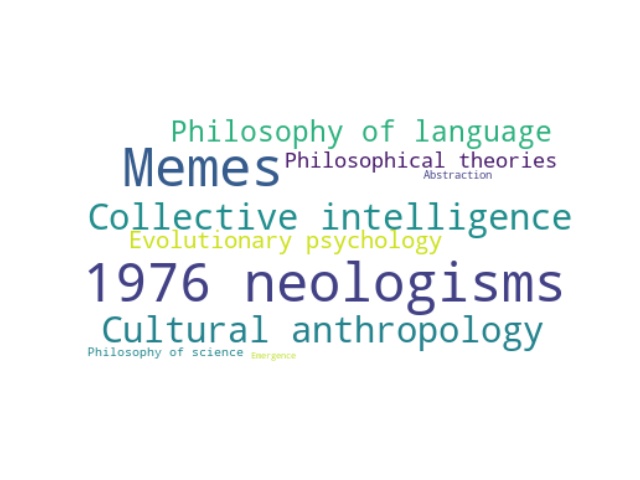 Philosophy of language
Memes Philosophical theories
Abstraction
Collective intelligence
Evolutionary psychology
1976 neologisms
Cultural anthropology
Philosophy of science Emergence